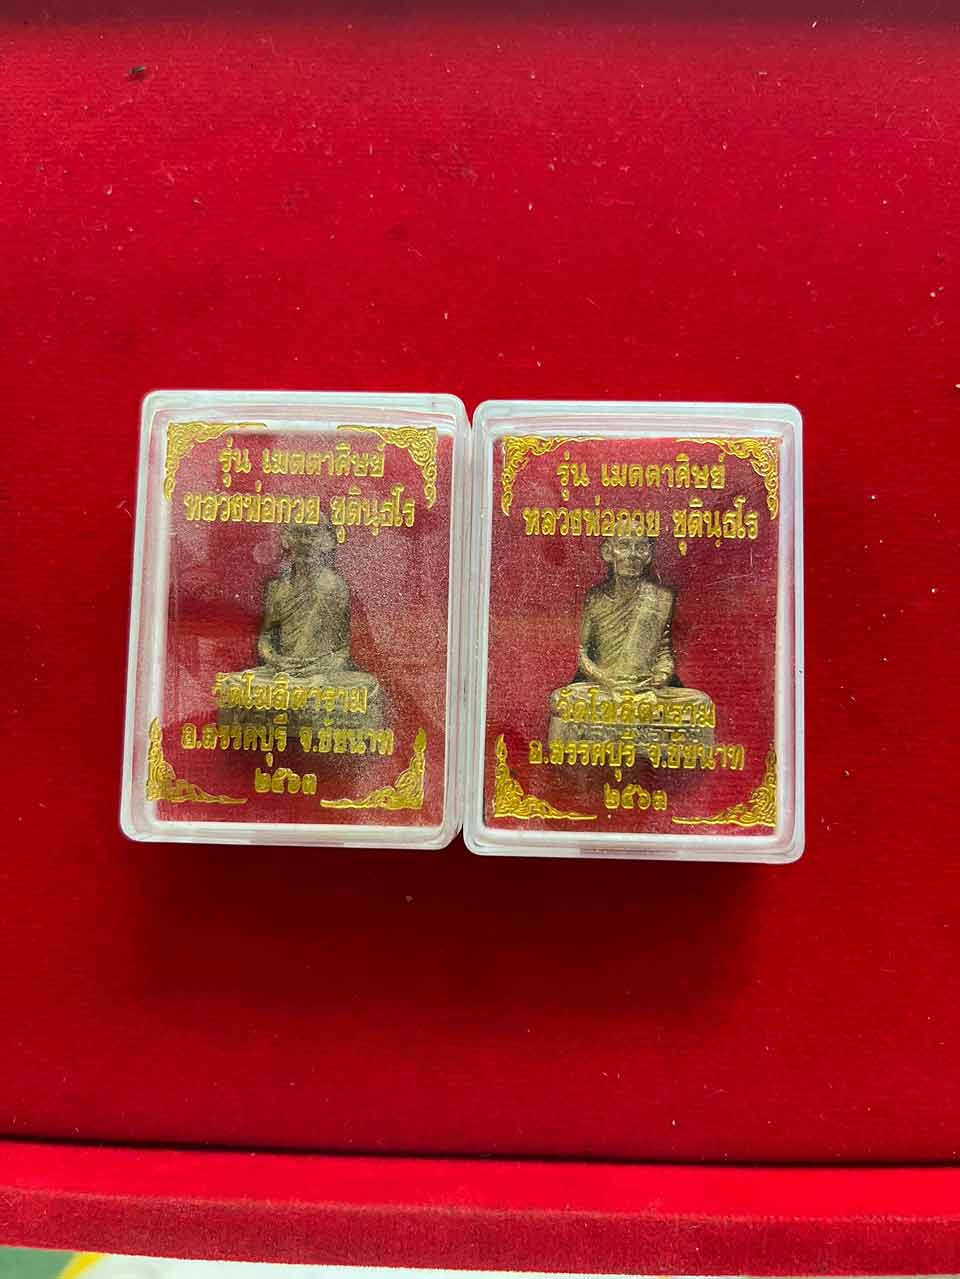 รุ่น เมตตาศิษย์
หลวงพ่อกวย ชุตินฺธโร
วัดโฆสิตาราม
อ.สรรคบุรี จ.ชัยนาท
๒๕๖๓
รุ่น เมตตาศิษย์
หลวงพ่อกวย ชุตินฺธโร
วัดโฆสิตาราม
อ.สรรคบุรี จ.ชัยนาท
๒๕๖๓